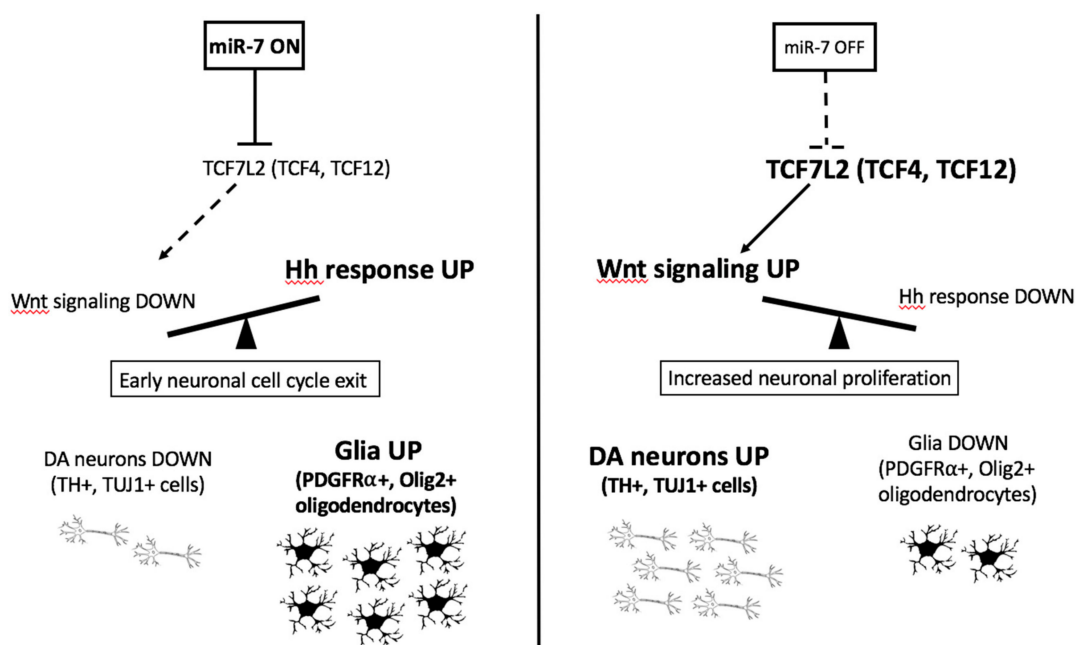 miR-7 ON
TCF7L2 (TCF4, TCF12)
Hh response UP
Wnt signaling DOWN
Early neuronal cell cycle exit
DA neurons DOWN
(TH+, TUJ1+ cells)
Glia UP
(PDGFRα+, Olig2+
oligodendrocytes)
miR-7 OFF
TCF7L2 (TCF4, TCF12)
Wnt signaling UP
Hh response DOWN
Increased neuronal proliferation
DA neurons UP
(TH+, TUJ1+ cells)
Glia DOWN
(PDGFRα+, Olig2+
oligodendrocytes)